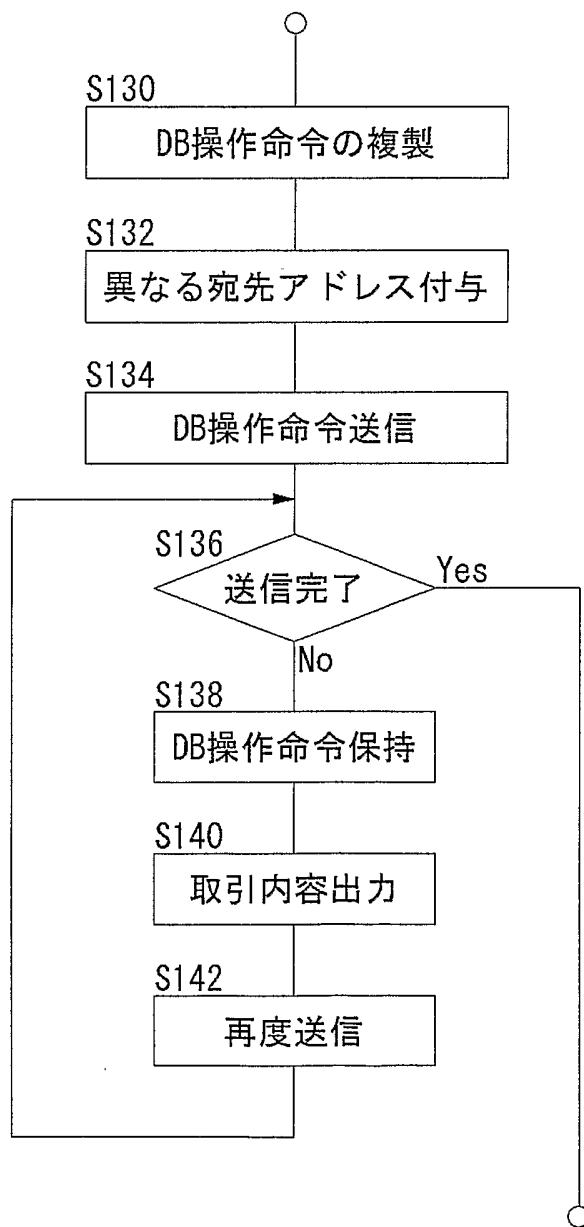 S130
DB操作命令の複製
S132
異なる宛先アドレス付与
S134
DB操作命令送信
S136
送信完了
Yes
No
S138
DB操作命令保持
S140
取引内容出力
S142
再度送信